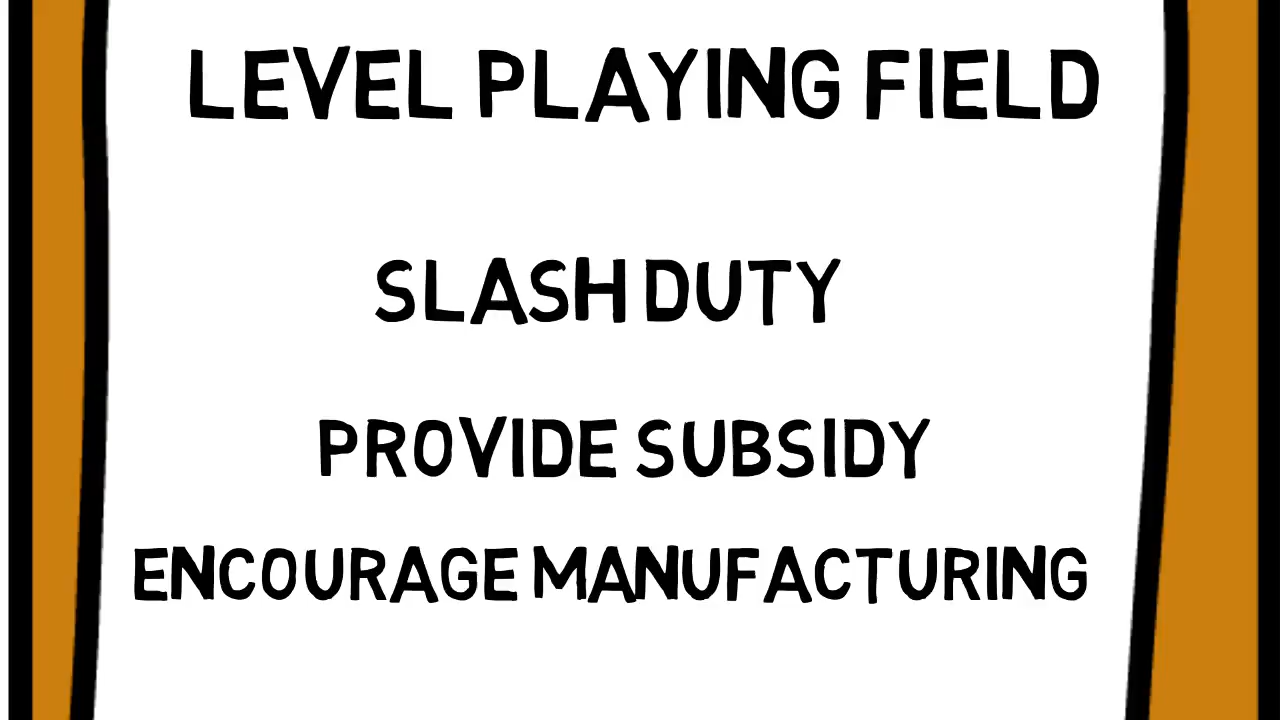 LEVEL PLAYING FIELD
SLASH DUTY
PROVIDE SUBSIDY
ENCOURAGE MANUFACTURING